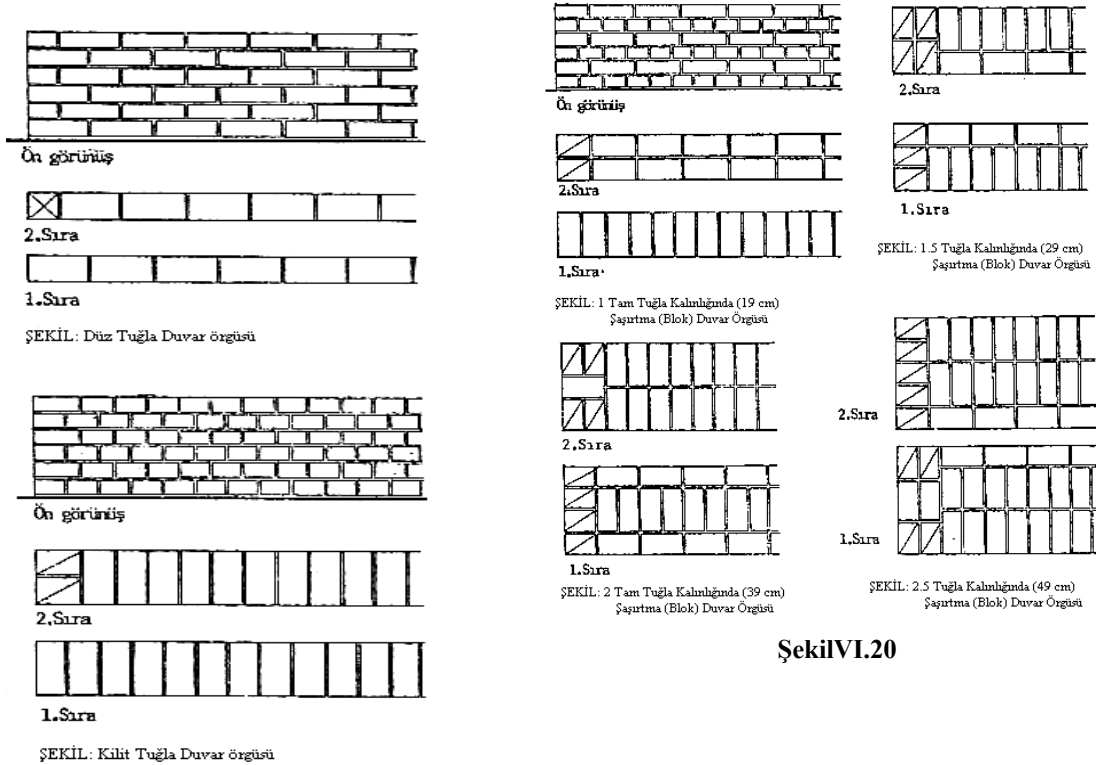 Ön görünüş
2.Sıra
1.Sıra
ŞEKİL: Düz Tuğla Duvar örgüsü
Ön görünüş
2.Sıra
1.Sıra
ŞEKİL: Kilit Tuğla Duvar örgüsü
Ön görünüş
2.Sıra
1.Sıra
ŞEKİL: 1 Tam Tuğla Kalınlığında (19 cm)
Şaşırtma (Blok) Duvar Örgüsü
2.Sıra
1.Sıra
ŞEKİL: 1.5 Tuğla Kalınlığında (29 cm)
Şaşırtma (Blok) Duvar Örgüsü
2.Sıra
1.Sıra
ŞEKİL: 2 Tam Tuğla Kalınlığında (39 cm)
Şaşırtma (Blok) Duvar Örgüsü
2.Sıra
1.Sıra
ŞEKİL: 2.5 Tuğla Kalınlığında (49 cm)
Şaşırtma (Blok) Duvar Örgüsü
ŞekilVI.20